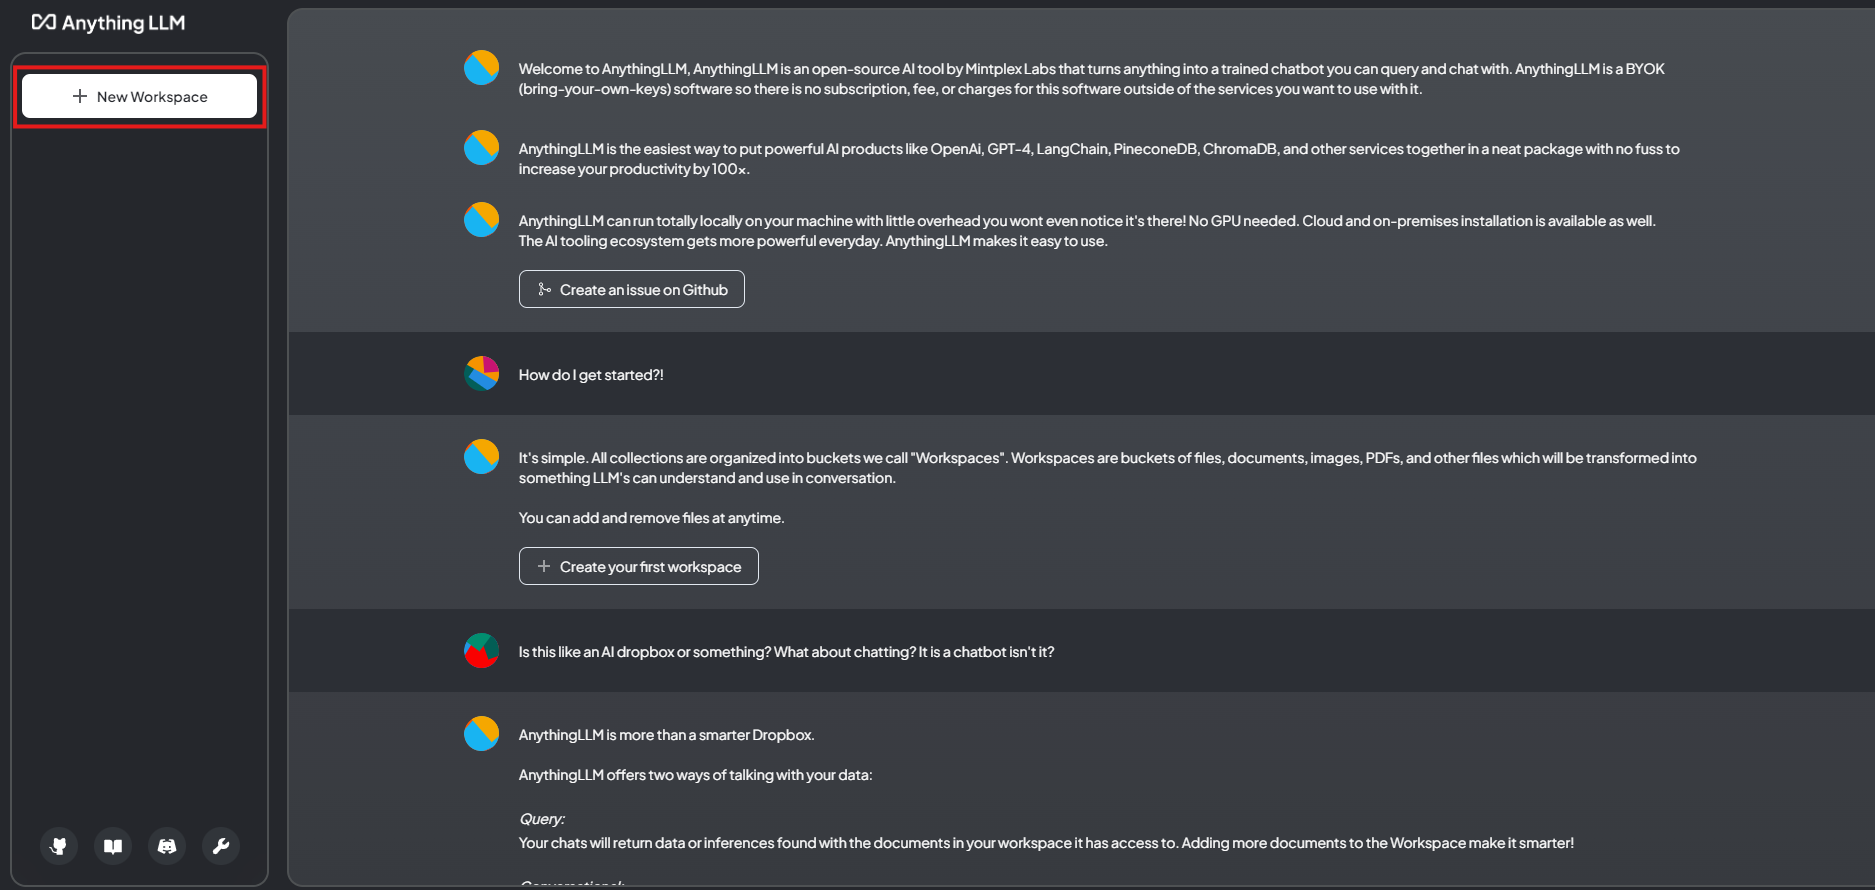 Anything LLM
New Workspace
Welcome to AnythingLLM, AnythingLLM is an open-source AI tool by Mintplex Labs that turns anything into a trained chatbot you can query and chat with. AnythingLLM is a BYOK
(bring-your-own-keys) software so there is no subscription, fee, or charges for this software outside of the services you want to use with it.
AnythingLLM is the easiest way to put powerful AI products like OpenAi, GPT-4, LangChain, PineconeDB, ChromaDB, and other services together in a neat package with no fuss to
increase your productivity by 100x.
AnythingLLM can run totally locally on your machine with little overhead you wont even notice it's there! No GPU needed. Cloud and on-premises installation is available as well.
The AI tooling ecosystem gets more powerful everyday. AnythingLLM makes it easy to use.
Create an issue on Github
How do I get started?!
It's simple. All collections are organized into buckets we call "Workspaces". Workspaces are buckets of files, documents, images, PDFs, and other files which will be transformed into
something LLM's can understand and use in conversation.
You can add and remove files at anytime.
Create your first workspace
Is this like an AI dropbox or something? What about chatting? It is a chatbot isn't it?
AnythingLLM is more than a smarter Dropbox.
AnythingLLM offers two ways of talking with your data:
Query:
Your chats will return data or inferences found with the documents in your workspace it has access to. Adding more documents to the Workspace make it smarter!